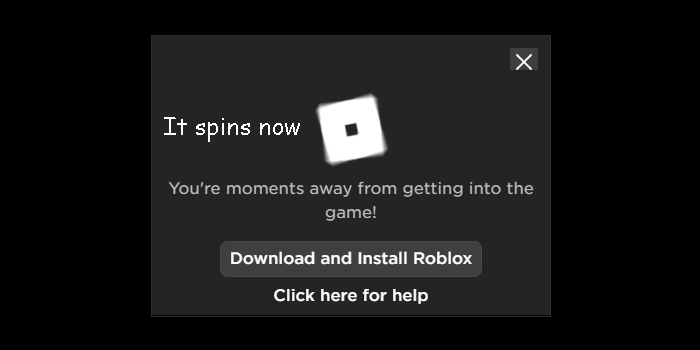 It spins now
You're moments away from getting into the
game!
Download and Install Roblox
Click here for help